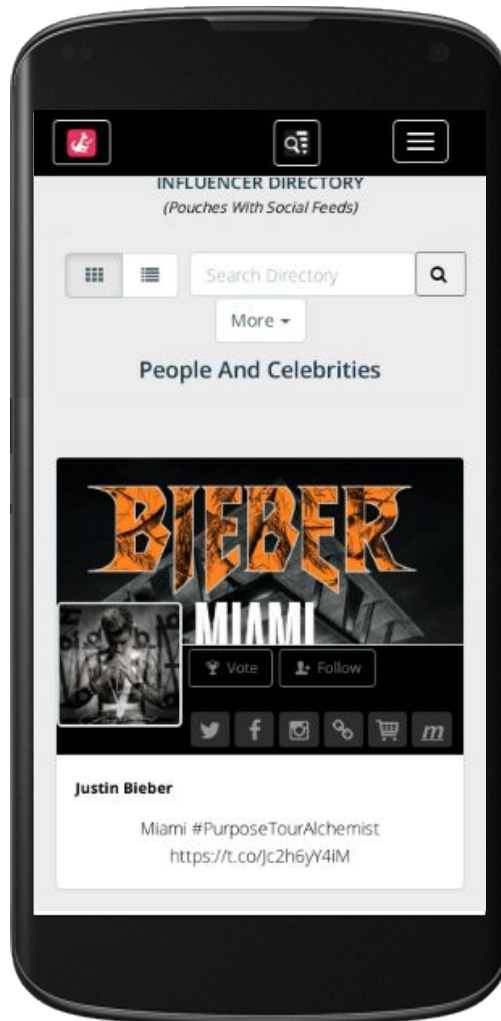 INFLUENCER DIRECTORY
(Pouches With Social Feeds)
Search Directory
More
People And Celebrities
BIEBER
MIAMI
Vote
Follow
m
Justin Bieber
Miami #PurposeTourAlchemist
https://t.co/Jc2h6yY4iM